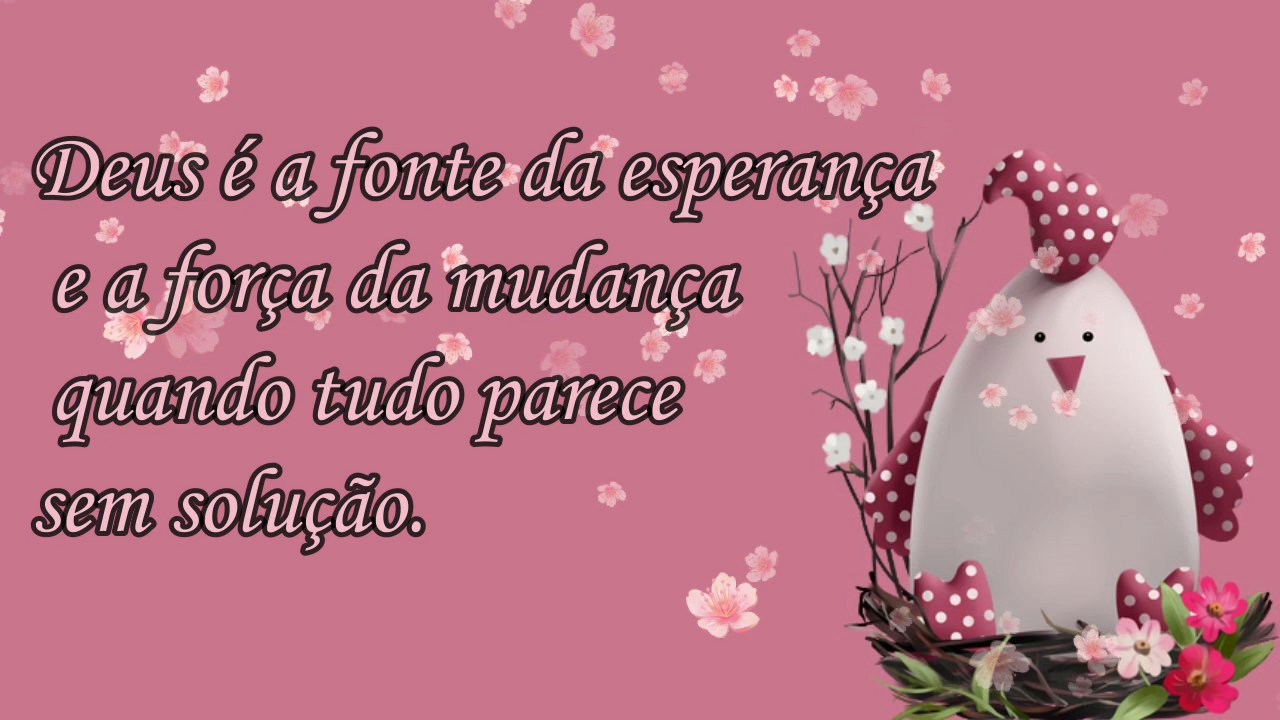 Deus é a fonte da esperança
e a força da mudança
quando tudo parece
sem solução.